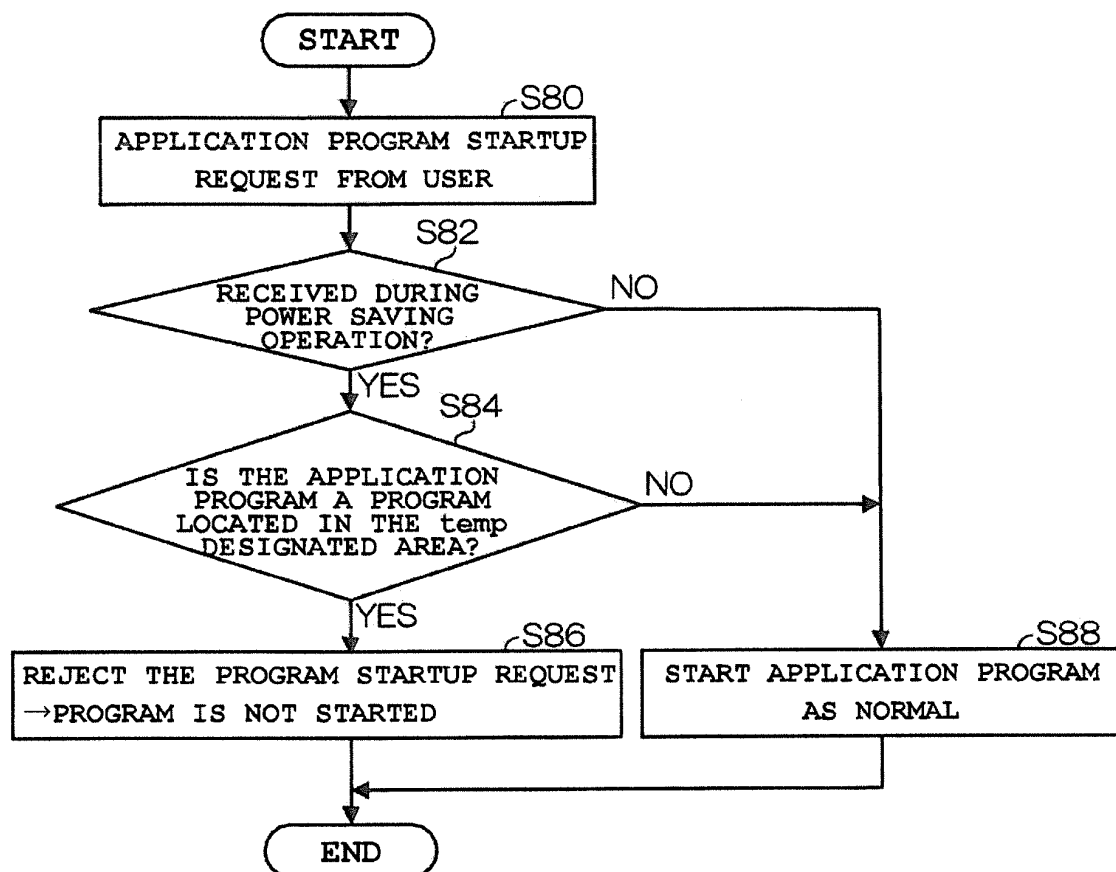 START
S80
APPLICATION PROGRAM STARTUP
REQUEST FROM USER
S82
RECEIVED DURING
POWER SAVING
OPERATION?
NO
YES
S84
IS THE APPLICATION
PROGRAM A PROGRAM
LOCATED IN THE temp
DESIGNATED AREA?
NO
YES
S86
REJECT THE PROGRAM STARTUP REQUEST
→PROGRAM IS NOT STARTED
S88
START APPLICATION PROGRAM
AS NORMAL
END